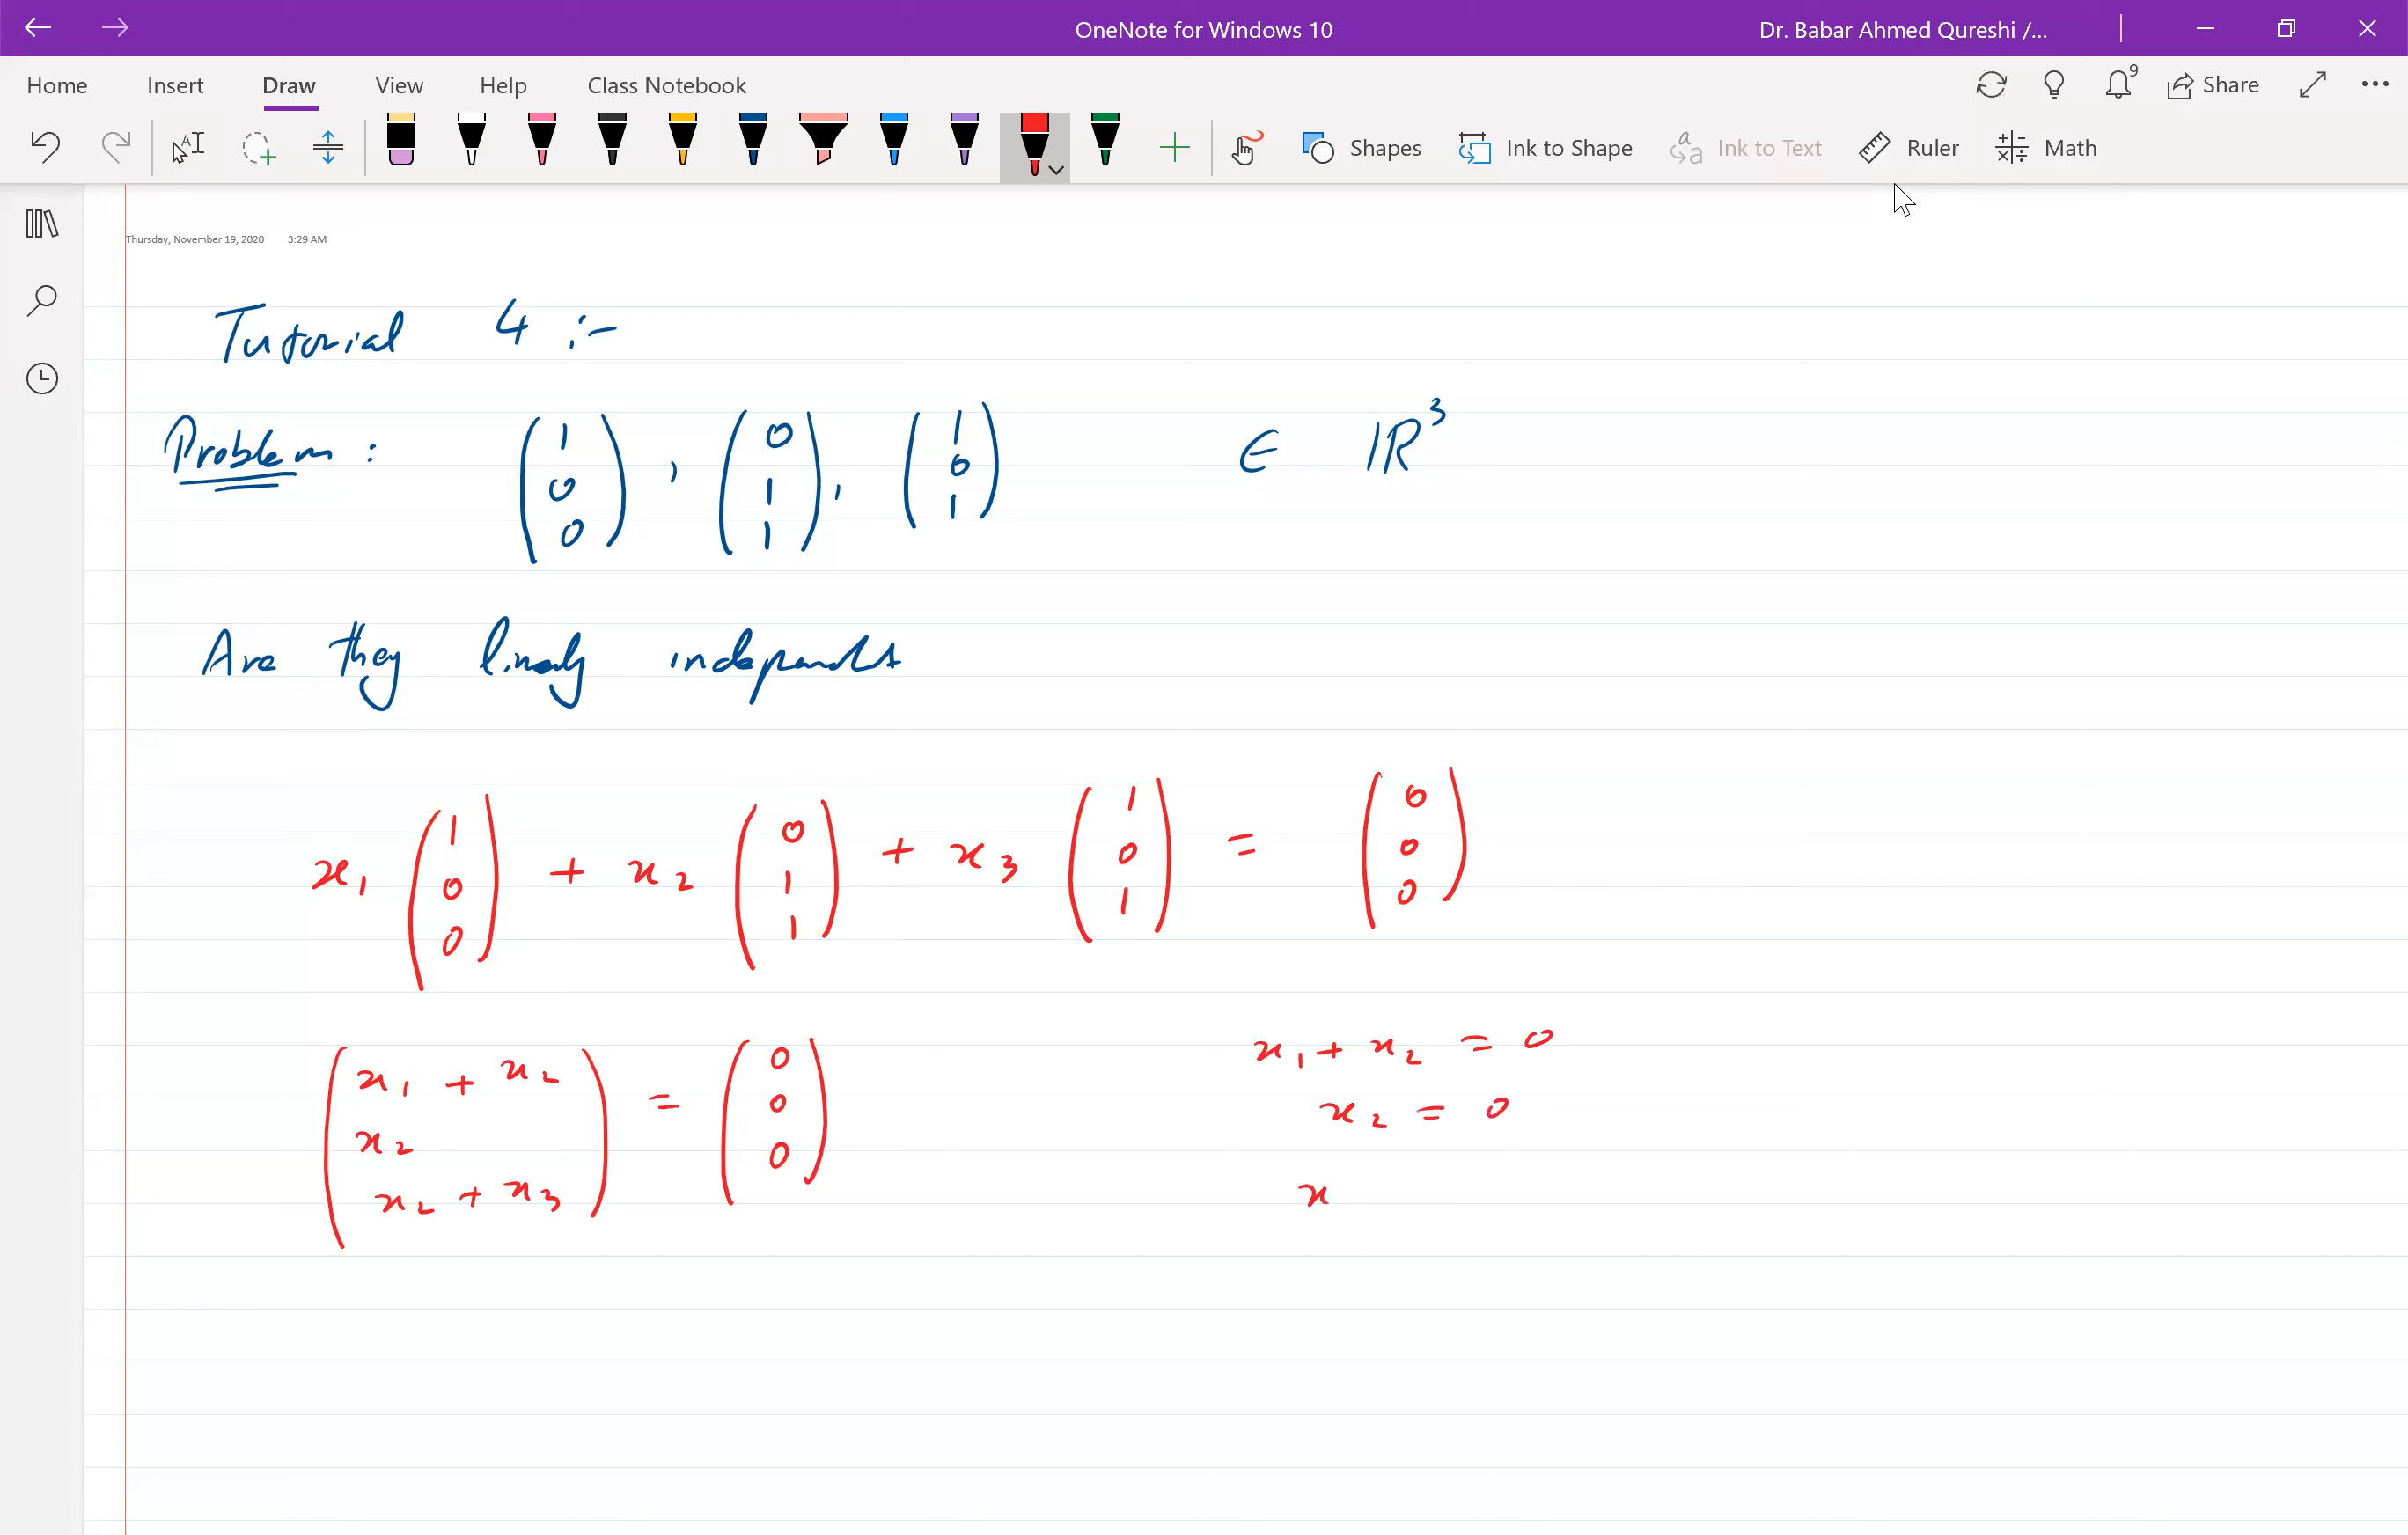 OneNote for Windows 10 Dr. Babar Ahmed Qureshi /...
Home Insert Draw View Help Class Notebook 9 Share
Shapes Ink to Shape Ink to Text Ruler Math
Thursday, November 19, 2020 3:29 AM
Tutorial 4 :-
Problem : (1 0 0) , (0 1 1) , (1 0 1) ∈ ℝ³
Are they linearly independent
x₁ (1 0 0) + x₂ (0 1 1) + x₃ (1 0 1) = (0 0 0)
(x₁ + x₂
x₂
x₂ + x₃) = (0 0 0)
x₁ + x₂ = 0
x₂ = 0
x